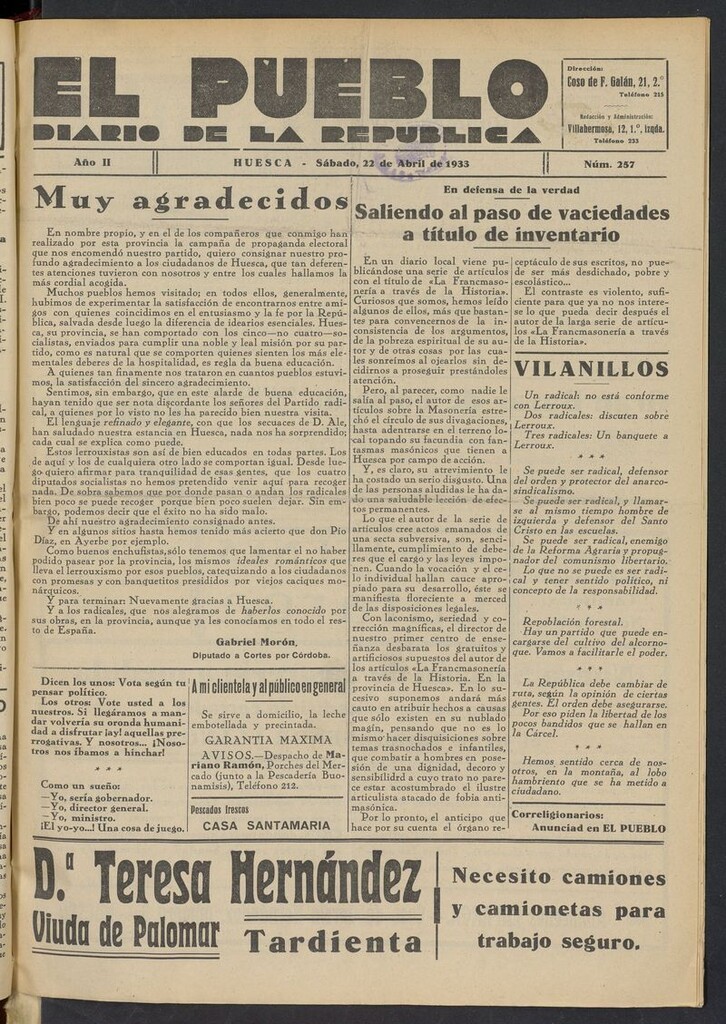 EL PUEBLO
DIARIO DE LA REPUBLICA
Dirección:
Coso de F. Galán, 21, 2.º
Teléfono 215
Redacción y Administración:
Villahermosa, 12, 1.º, izqda.
Teléfono 233
Año II
HUESCA - Sábado, 22 de Abril de 1933
Núm. 257
Muy agradecidos
En nombre propio, y en el de los compañeros que conmigo han
realizado por esta provincia la campaña de propaganda electoral
que nos encomendó nuestro partido, quiero consignar nuestro pro-
fundo agradecimiento a los ciudadanos de Huesca, que tan deferen-
tes atenciones tuvieron con nosotros y entre los cuales hallamos la
más cordial acogida.
Muchos pueblos hemos visitado; en todos ellos, generalmente,
hubimos de experimentar la satisfacción de encontrarnos entre ami-
gos con quienes coincidimos en el entusiasmo y la fe por la Repú-
blica, salvada desde luego la diferencia de idearios esenciales. Hues-
ca, su provincia, se han comportado con los cinco—no cuatro—so-
cialistas, enviados para cumplir una noble y leal misión por su par-
tido, como es natural que se comporten quienes sienten los más ele-
mentales deberes de la hospitalidad, es regla da buena educación.
A quienes tan finamente nos trataron en cuantos pueblos estuvi-
mos, la satisfacción del sincero agradecimiento.
Sentimos, sin embargo, que en este alarde de buena educación,
hayan tenido que ser nota discordante los señores del Partido radi-
cal, a quienes por lo visto no les ha parecido bien nuestra visita.
El lenguaje refinado y elegante, con que los secuaces de D. Ale,
han saludado nuestra estancia en Huesca, nada nos ha sorprendido;
cada cual se explica como puede.
Estos lerrouxistas son así de bien educados en todas partes. Los
de aquí y los de cualquiera otro lado se comportan igual. Desde lue-
go quiero afirmar para tranquilidad de esas gentes, que los cuatro
diputados socialistas no hemos pretendido venir aquí para recoger
nada. De sobra sabemos que por donde pasan o andan los radicales
bien poco se puede recoger porque bien poco suelen dejar. Sin em-
bargo, podemos decir que el éxito no ha sido malo.
De ahí nuestro agradecimiento consignado antes.
Y en algunos sitios hasta hemos tenido más acierto que don Pío
Díaz, en Ayerbe por ejemplo.
Como buenos enchufistas, sólo tenemos que lamentar el no haber
podido pasear por la provincia, los mismos ideales románticos que
lleva el lerrouxismo por esos pueblos, catequizando a los ciudadanos
con promesas y con banquetitos presididos por viejos caciques mo-
nárquicos.
Y para terminar: Nuevamente gracias a Huesca.
Y a los radicales, que nos alegramos de haberlos conocido por
sus obras, en la provincia, aunque ya les conociamos en todo el res-
to de España.
Gabriel Morón,
Diputado a Cortes por Córdoba.
Dicen los unos: Vota según tu
pensar político.
Los otros: Vote usted a los
nuestros. Si llegáramos a man-
dar volvería su oronda humani-
dad a disfrutar ¡ay! aquellas pre-
rrogativas. Y nosotros... ¡Noso-
tros nos íbamos a hinchar!
* * *
Como un sueño:
—Yo, sería gobernador.
—Yo, director general.
—Yo, ministro.
¡El yo-yo...! Una cosa de juego.
A mi clientela y al público en general
Se sirve a domicilio, la leche
embotellada y precintada.
GARANTIA MAXIMA
AVISOS.—Despacho de Ma-
riano Ramón, Porches del Mer-
cado (junto a la Pescadería Buo-
namisis), Teléfono 212.
Pescados frescos
CASA SANTAMARIA
En defensa de la verdad
Saliendo al paso de vaciedades
a título de inventario
En un diario local viene pu-
blicándose una serie de artículos
con el título de «La Francmaso-
nería a través de la Historia».
Curiosos que somos, hemos leído
algunos de ellos, más que bastan-
tes para convencernos de la in-
consistencia de los argumentos,
de la pobreza espiritual de su au-
tor y de otras cosas por las cua-
les sonreímos al ojearlos sin de-
cidirnos a proseguir prestándoles
atención.
Pero, al parecer, como nadie le
salía al paso, el autor de esos ar-
tículos sobre la Masonería estre-
chó el círculo de sus divagaciones,
hasta adentrarse en el terreno lo-
cal topando su facundia con fan-
tasmas masónicos que tienen a
Huesca por campo de acción.
Y, es claro, su atrevimiento le
ha costado un serio disgusto. Una
de las personas aludidas le ha da-
do una saludable lección de efec-
tos permanentes.
Lo que el autor de la serie de
artículos cree actos emanados de
una secta subversiva, son, sen-
cillamente, cumplimiento de debe-
res que el cargo y las leyes impo-
nen. Cuando la vocación y el ce-
lo individual hallan cauce apro-
piado para su desarrollo, éste se
manifiesta floreciente a merced
de las disposiciones legales.
Con laconismo, seriedad y co-
rrección magníficas, el director de
nuestro primer centro de ense-
ñanza desbarata los gratuitos y
artificiosos supuestos del autor de
los artículos «La Francmasonería
a través de la Historia. En la
provincia de Huesca». En lo su-
cesivo suponemos andará más
cauto en atribuir hechos a causas
que sólo existen en su nublado
magín, pensando que no es lo
mismo hacer disquisiciones sobre
temas trasnochados e infantiles,
que combatir a hombres en pose-
sión de una dignidad, decoro y
sensibilidrd a cuyo trato no pare-
ce estar acostumbrado el ilustre
articulista atacado de fobia anti-
masónica.
Por lo pronto, el anticipo que
hace por su cuenta el órgano re-
ceptáculo de sus escritos, no pue-
de ser más desdichado, pobre y
escolástico...
El contraste es violento, sufi-
ciente para que ya no nos intere-
se lo que pueda decir después el
autor de la larga serie de artícu-
los «La Francmasonería a través
de la Historia».
VILANILLOS
Un radical: no está conforme
con Lerroux.
Dos radicales: discuten sobre
Lerroux.
Tres radicales: Un banquete a
Lerroux.
* * *
Se puede ser radical, defensor
del orden y protector del anarco-
sindicalismo.
Se puede ser radical, y llamar-
se al mismo tiempo hombre de
izquierda y defensor del Santo
Cristo en las escuelas.
Se puede ser radical, enemigo
de la Reforma Agraria y propug-
nador del comunismo libertario.
Lo que no se puede es ser radi-
cal y tener sentido político, ni
concepto de la responsabilidad.
* * *
Repoblación forestal.
Hay un partido que puede en-
cargarse del cultivo del alcorno-
que. Vamos a facilitarle el poder.
* * *
La República debe cambiar de
ruta, según la opinión de ciertas
gentes. El orden debe asegurarse.
Por eso piden la libertad de los
pocos bandidos que se hallan en
la Cárcel.
* * *
Hemos sentido cerca de nos-
otros, en la montaña, al lobo
hambriento que se ha metido a
ciudadano.
Correligionarios:
Anunciad en EL PUEBLO
D.ª Teresa Hernández
Viuda de Palomar
Tardienta
Necesito camiones
y camionetas para
trabajo seguro.